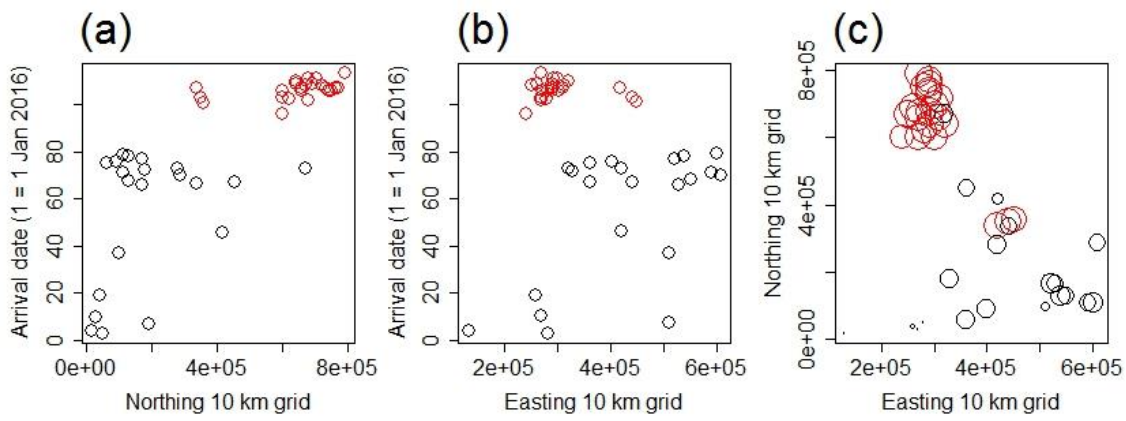 (a)
Arrival date (1 = 1 Jan 2016)
80
60
40
20
0
0e+00 4e+05 8e+05
Northing 10 km grid
(b)
Arrival date (1 = 1 Jan 2016)
80
60
40
20
0
2e+05 4e+05 6e+05
Easting 10 km grid
(c)
Northing 10 km grid
8e+05
4e+05
0e+00
2e+05 4e+05 6e+05
Easting 10 km grid